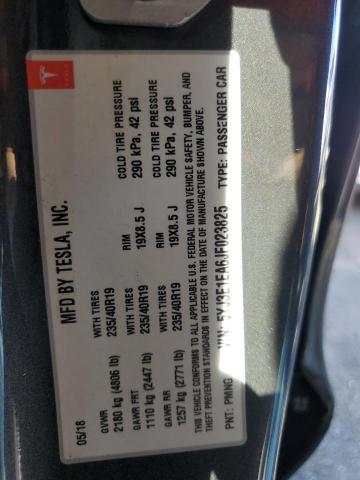 TESLA
MFD BY TESLA, INC.
05/18
GVWR
2180 kg (4806 lb)
GAWR FRT WITH TIRES RIM COLD TIRE PRESSURE
1110 kg (2447 lb) 235/40R19 19X8.5 J 290 kPa, 42 psi
GAWR RR WITH TIRES RIM COLD TIRE PRESSURE
1257 kg (2771 lb) 235/40R19 19X8.5 J 290 kPa, 42 psi
THIS VEHICLE CONFORMS TO ALL APPLICABLE U.S. FEDERAL MOTOR VEHICLE SAFETY, BUMPER, AND
THEFT PREVENTION STANDARDS IN EFFECT ON THE DATE OF MANUFACTURE SHOWN ABOVE.
VIN: 5YJ3E1EA6JF023825
PNT: PMNG TYPE: PASSENGER CAR